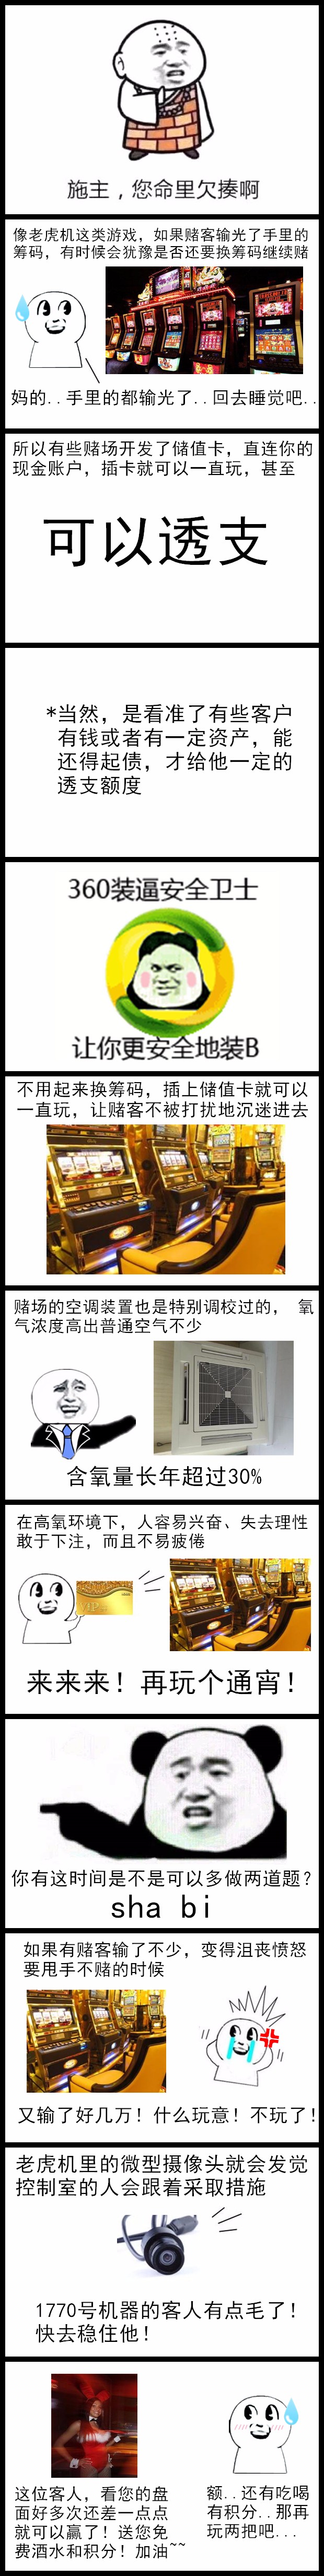 施主，您命里欠揍啊
像老虎机这类游戏，如果赌客输光了手里的
筹码，有时候会犹豫是否还要换筹码继续赌
妈的..手里的都输光了..回去睡觉吧..
所以有些赌场开发了储值卡，直连你的
现金账户，插卡就可以一直玩，甚至
可以透支
*当然，是看准了有些客户
有钱或者有一定资产，能
还得起债，才给他一定的
透支额度
360装逼安全卫士
让你更安全地装B
不用起来换筹码，插上储值卡就可以
一直玩，让赌客不被打扰地沉迷进去
赌场的空调装置也是特别调校过的， 氧
气浓度高出普通空气不少
含氧量长年超过30%
在高氧环境下，人容易兴奋、失去理性
敢于下注，而且不易疲倦
来来来！再玩个通宵！
你有这时间是不是可以多做两道题？
sha bi
如果有赌客输了不少，变得沮丧愤怒
要甩手不赌的时候
又输了好几万！什么玩意！不玩了！
老虎机里的微型摄像头就会发觉
控制室的人会跟着采取措施
1770号机器的客人有点毛了！
快去稳住他！
这位客人，看您的盘
面好多次还差一点点
就可以赢了！送您免
费酒水和积分！加油~~
额..还有吃喝
有积分..那再
玩两把吧...